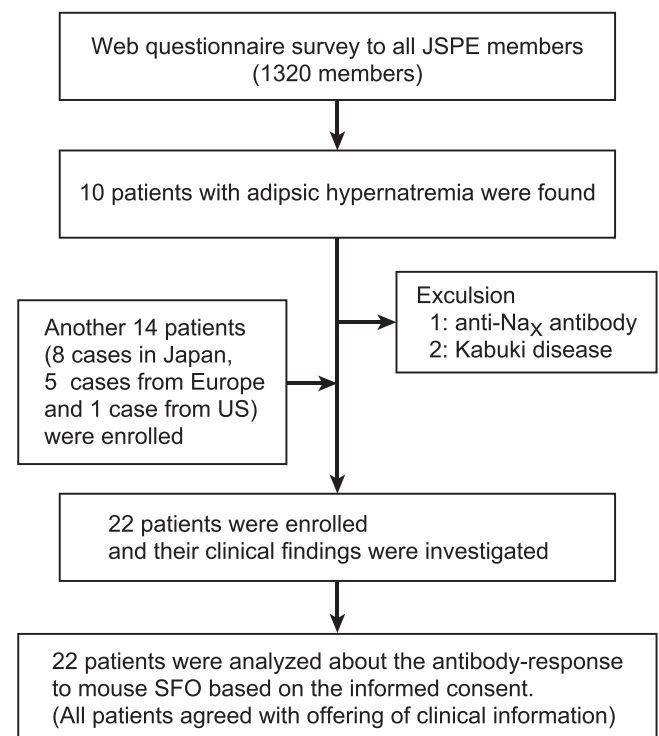 Web questionnaire survey to all JSPE members
(1320 members)
10 patients with adipsic hypernatremia were found
Exculsion
1: anti-NaX antibody
2: Kabuki disease
Another 14 patients
(8 cases in Japan,
5 cases from Europe
and 1 case from US)
were enrolled
22 patients were enrolled
and their clinical findings were investigated
22 patients were analyzed about the antibody-response
to mouse SFO based on the informed consent.
(All patients agreed with offering of clinical information)